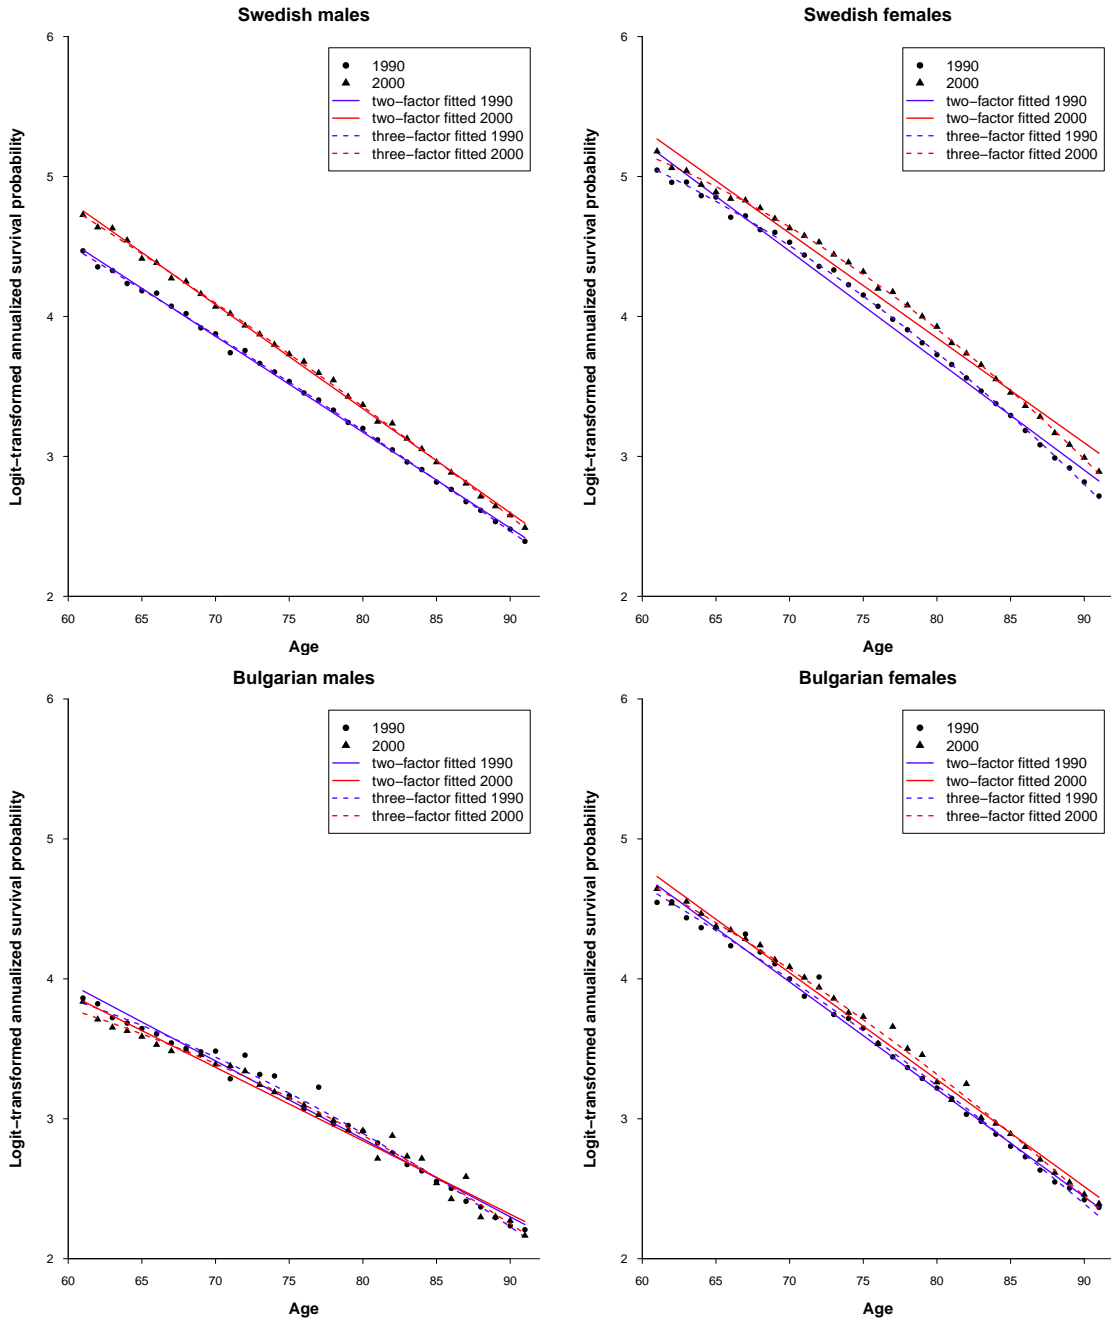 Swedish males
Logit−transformed annualized survival probability
6
5
4
3
2
1990
2000
two−factor fitted 1990
two−factor fitted 2000
three−factor fitted 1990
three−factor fitted 2000
60 65 70 75 80 85 90
Age
Swedish females
Logit−transformed annualized survival probability
6
5
4
3
2
1990
2000
two−factor fitted 1990
two−factor fitted 2000
three−factor fitted 1990
three−factor fitted 2000
60 65 70 75 80 85 90
Age
Bulgarian males
Logit−transformed annualized survival probability
6
5
4
3
2
1990
2000
two−factor fitted 1990
two−factor fitted 2000
three−factor fitted 1990
three−factor fitted 2000
60 65 70 75 80 85 90
Age
Bulgarian females
Logit−transformed annualized survival probability
6
5
4
3
2
1990
2000
two−factor fitted 1990
two−factor fitted 2000
three−factor fitted 1990
three−factor fitted 2000
60 65 70 75 80 85 90
Age